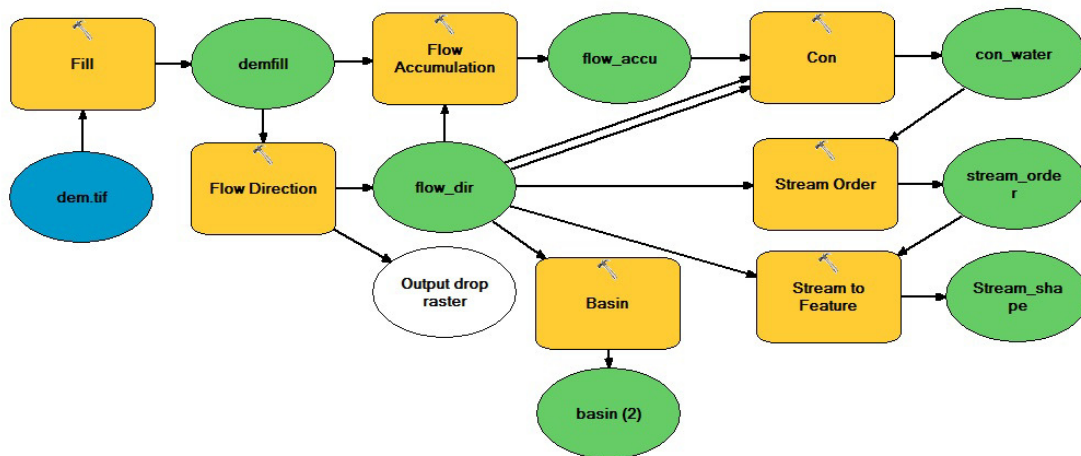 Fill
demfill
Flow
Accumulation
flow_accu
Con
con_water
dem.tif
Flow Direction
flow_dir
Stream Order
stream_orde
r
Output drop
raster
Basin
Stream to
Feature
Stream_sha
pe
basin (2)